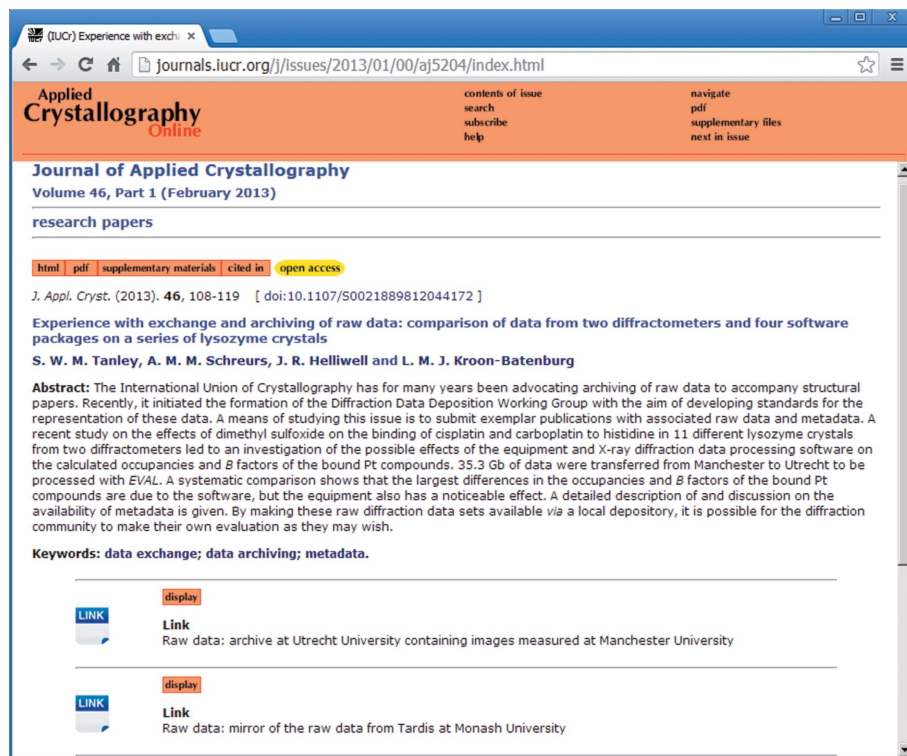 (IUCr) Experience with exch
journals.iucr.org/j/issues/2013/01/00/aj5204/index.html
Applied
Crystallography
Online
contents of issue
search
subscribe
help
navigate
pdf
supplementary files
next in issue
Journal of Applied Crystallography
Volume 46, Part 1 (February 2013)
research papers
html pdf supplementary materials cited in open access
J. Appl. Cryst. (2013). 46, 108-119 [ doi:10.1107/S0021889812044172 ]
Experience with exchange and archiving of raw data: comparison of data from two diffractometers and four software
packages on a series of lysozyme crystals
S. W. M. Tanley, A. M. M. Schreurs, J. R. Helliwell and L. M. J. Kroon-Batenburg
Abstract: The International Union of Crystallography has for many years been advocating archiving of raw data to accompany structural
papers. Recently, it initiated the formation of the Diffraction Data Deposition Working Group with the aim of developing standards for the
representation of these data. A means of studying this issue is to submit exemplar publications with associated raw data and metadata. A
recent study on the effects of dimethyl sulfoxide on the binding of cisplatin and carboplatin to histidine in 11 different lysozyme crystals
from two diffractometers led to an investigation of the possible effects of the equipment and X-ray diffraction data processing software on
the calculated occupancies and B factors of the bound Pt compounds. 35.3 Gb of data were transferred from Manchester to Utrecht to be
processed with EVAL. A systematic comparison shows that the largest differences in the occupancies and B factors of the bound Pt
compounds are due to the software, but the equipment also has a noticeable effect. A detailed description of and discussion on the
availability of metadata is given. By making these raw diffraction data sets available via a local depository, it is possible for the diffraction
community to make their own evaluation as they may wish.
Keywords: data exchange; data archiving; metadata.
display
LINK
Link
Raw data: archive at Utrecht University containing images measured at Manchester University
display
LINK
Link
Raw data: mirror of the raw data from Tardis at Monash University